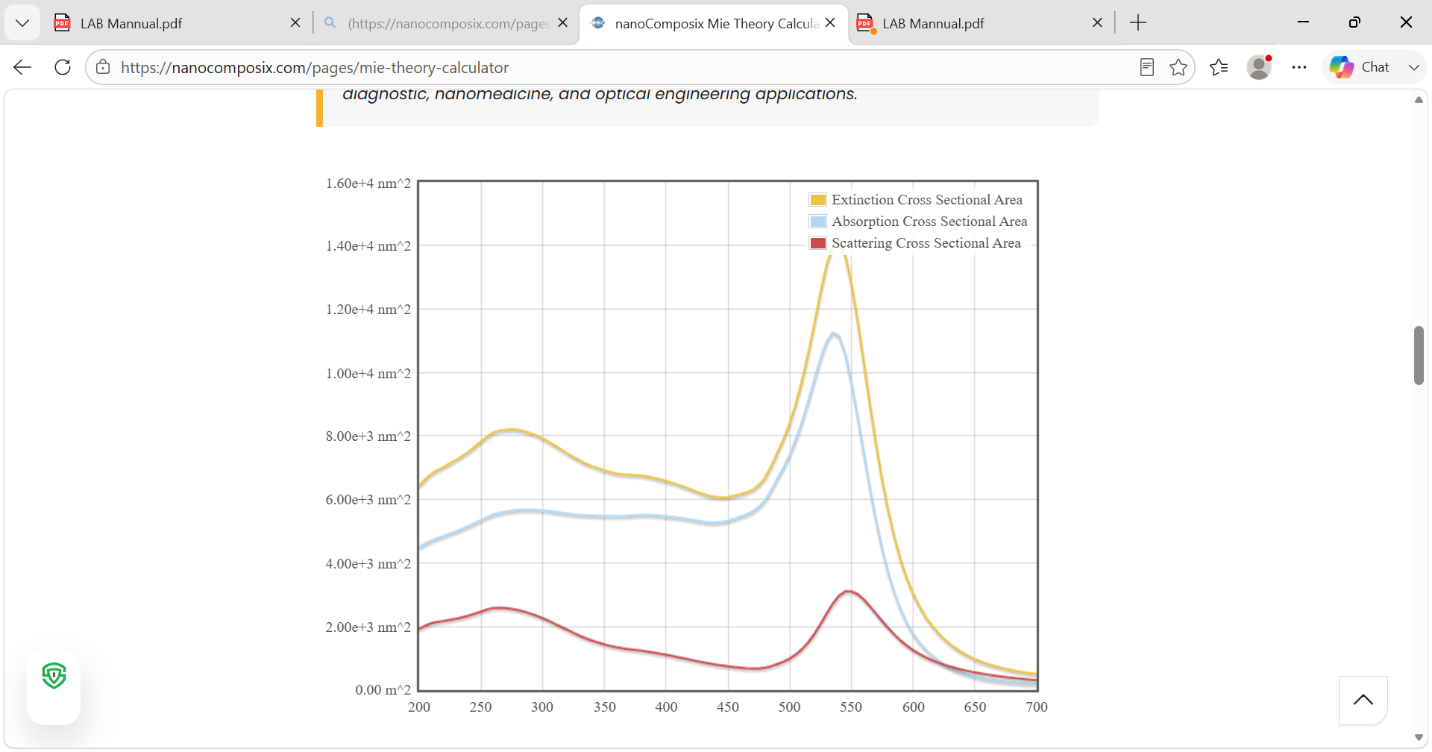 LAB Mannual.pdf
(https://nanocomposix.com/pages
nanoComposix Mie Theory Calcula
LAB Mannual.pdf
https://nanocomposix.com/pages/mie-theory-calculator
Chat
diagnostic, nanomedicine, and optical engineering applications.
1.60e+4 nm^2
Extinction Cross Sectional Area
Absorption Cross Sectional Area
1.40e+4 nm^2
Scattering Cross Sectional Area
1.20e+4 nm^2
1.00e+4 nm^2
8.00e+3 nm^2
6.00e+3 nm^2
4.00e+3 nm^2
2.00e+3 nm^2
0.00 m^2
200 250 300 350 400 450 500 550 600 650 700